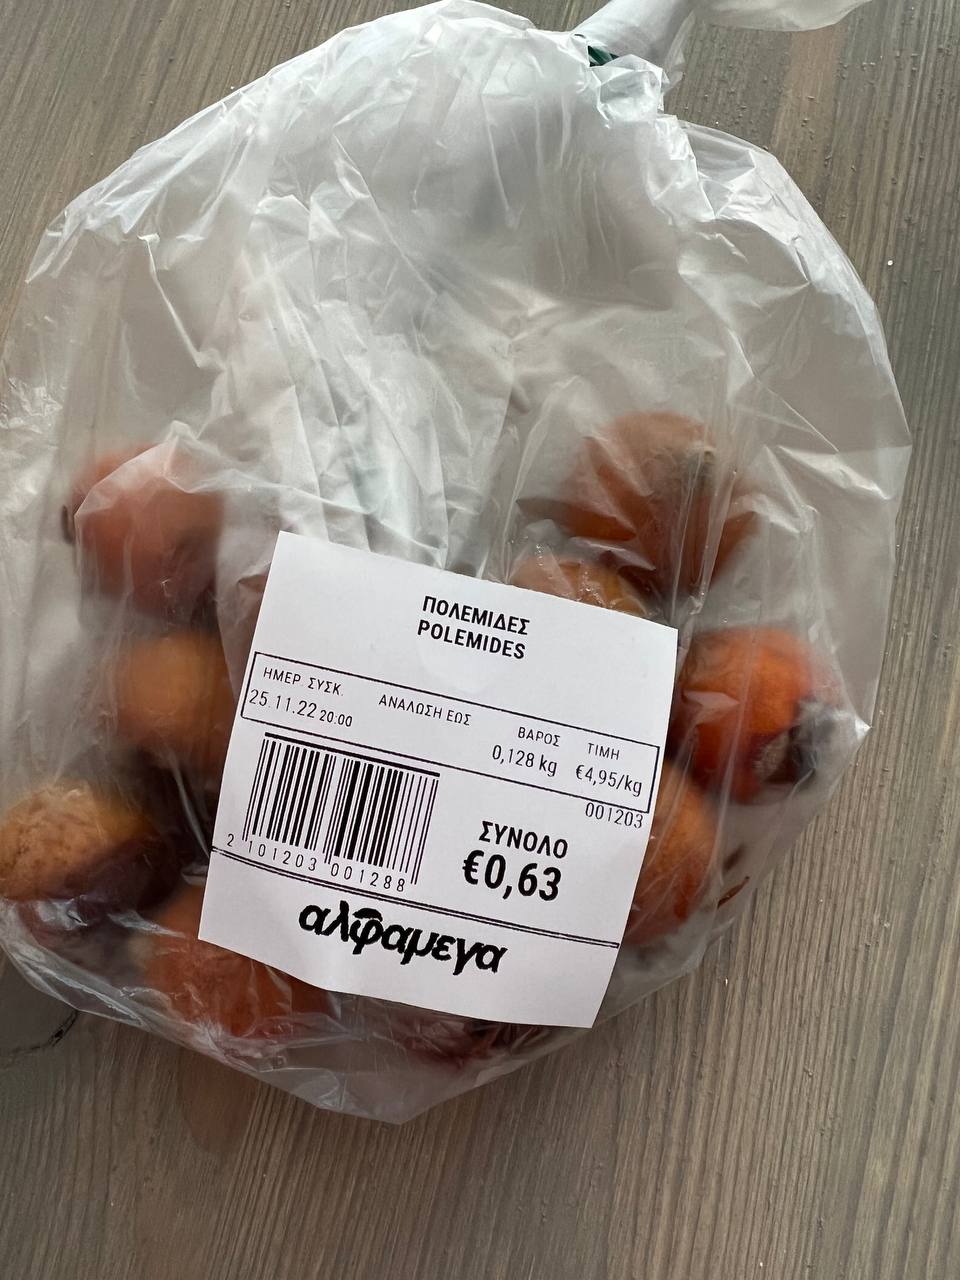 ΠΟΛΕΜΙΔΕΣ
POLEMIDES
ΗΜΕΡ. ΣΥΣΚ. ΑΝΑΛΩΣΗ ΕΩΣ ΒΑΡΟΣ ΤΙΜΗ
25.11.22 20:00 0,128 kg €4,95/kg
001203
ΣΥΝΟΛΟ
€0,63
2 101203 001288
αλφαμεγα